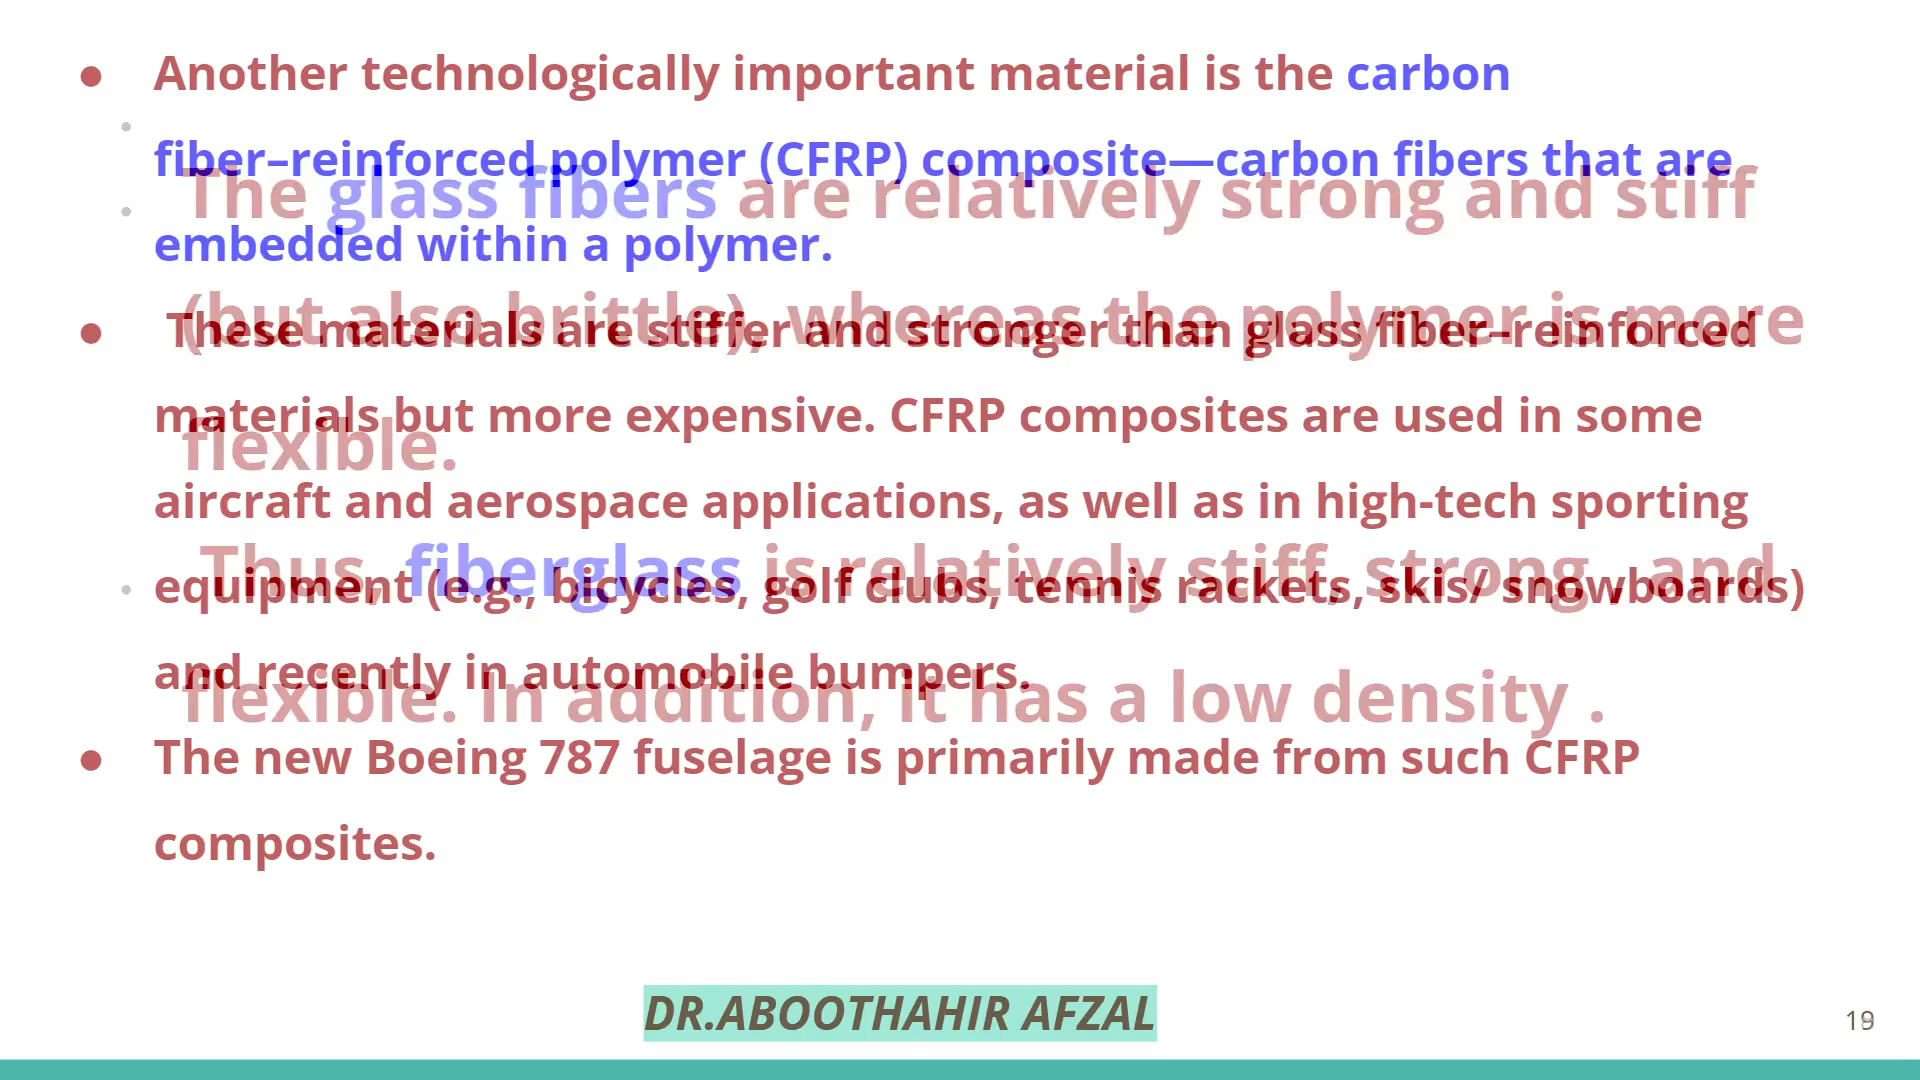 Another technologically important material is the carbon
fiber–reinforced polymer (CFRP) composite—carbon fibers that are
embedded within a polymer.
These materials are stiffer and stronger than glass fiber–reinforced
materials but more expensive. CFRP composites are used in some
aircraft and aerospace applications, as well as in high-tech sporting
equipment (e.g., bicycles, golf clubs, tennis rackets, skis/ snowboards)
and recently in automobile bumpers.
The new Boeing 787 fuselage is primarily made from such CFRP
composites.
The glass fibers are relatively strong and stiff
(but also brittle), whereas the polymer is more
flexible.
Thus, fiberglass is relatively stiff, strong , and
flexible. In addition, it has a low density .
DR.ABOOTHAHIR AFZAL